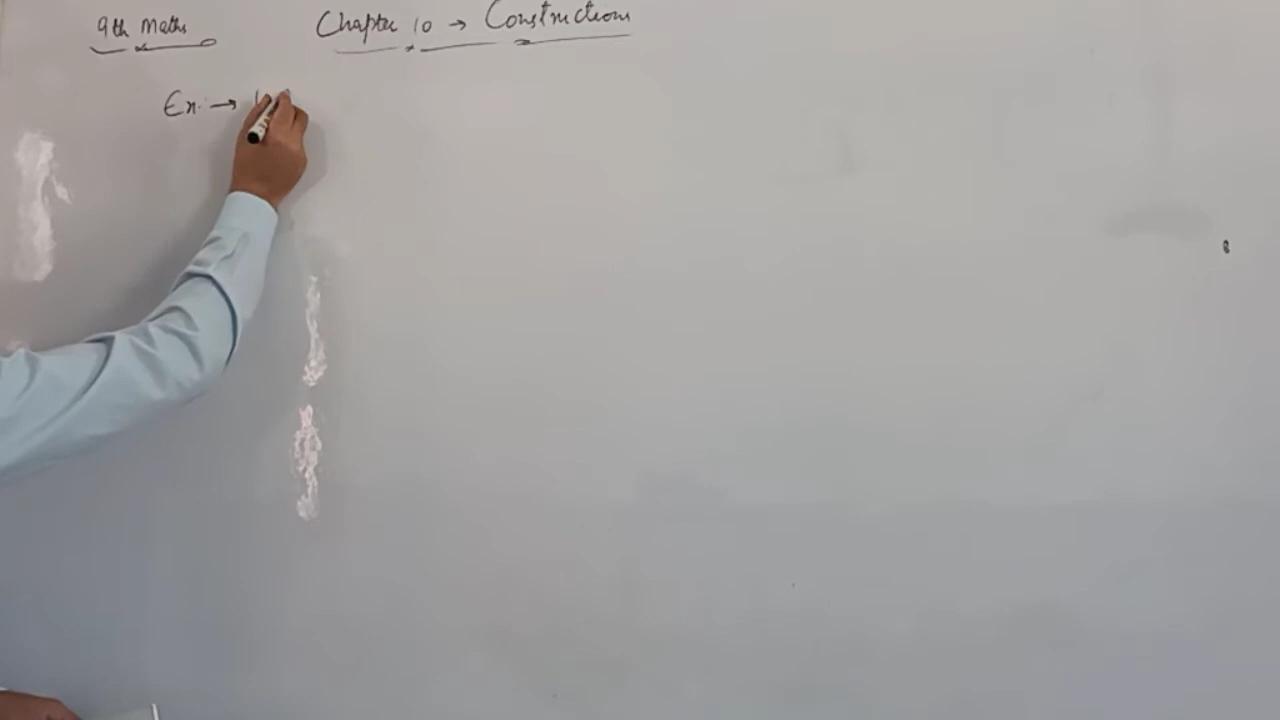 9th Maths Chapter 10 → Constructions
Ex. →